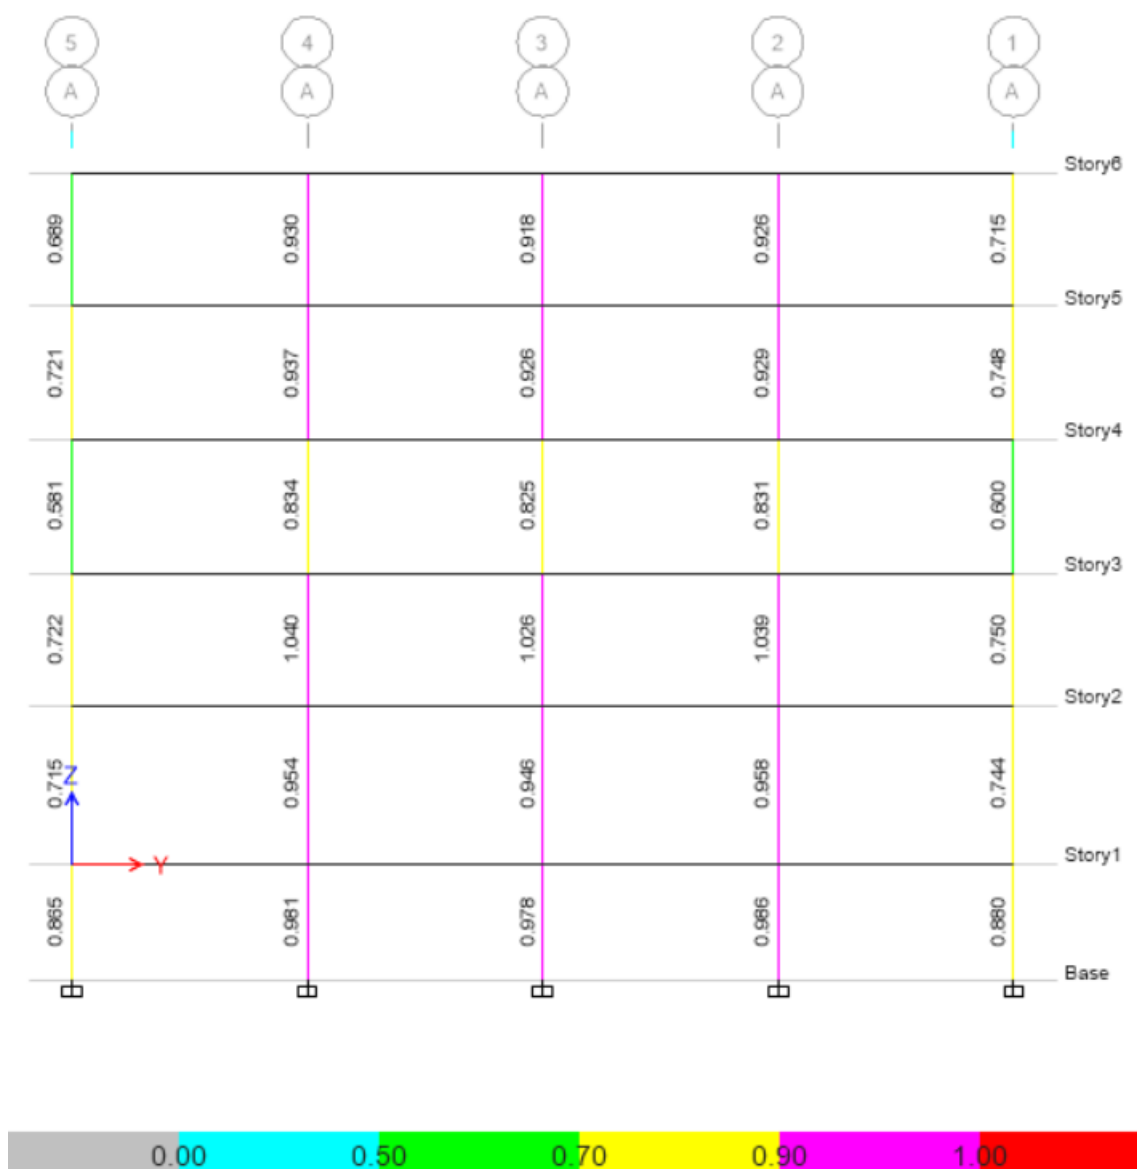 5 4 3 2 1
A A A A A
Story6
0.689 0.930 0.918 0.926 0.715
Story5
0.721 0.937 0.926 0.929 0.748
Story4
0.581 0.834 0.825 0.831 0.600
Story3
0.722 1.040 1.026 1.039 0.750
Story2
0.715 0.954 0.946 0.958 0.744
Z
Story1
Y
0.865 0.981 0.978 0.986 0.880
Base
0.00 0.50 0.70 0.90 1.00